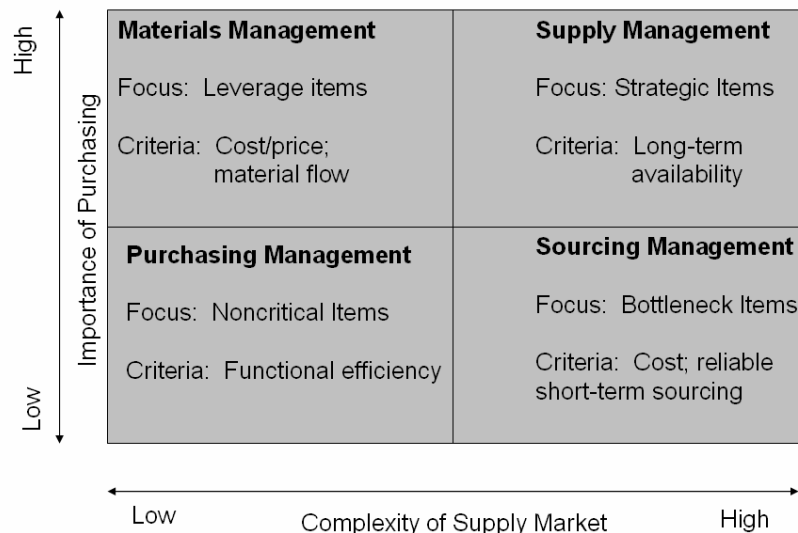 High
Importance of Purchasing
Low
Materials Management
Focus: Leverage items
Criteria: Cost/price;
material flow
Supply Management
Focus: Strategic Items
Criteria: Long-term
availability
Purchasing Management
Focus: Noncritical Items
Criteria: Functional efficiency
Sourcing Management
Focus: Bottleneck Items
Criteria: Cost; reliable
short-term sourcing
Low
Complexity of Supply Market
High